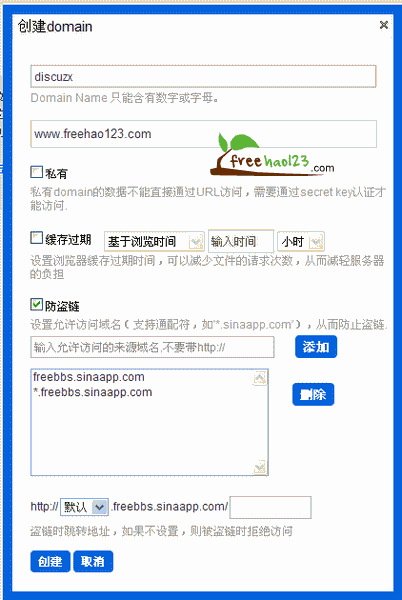 创建domain
discuzx
Domain Name 只能含有数字或字母。
www.freehao123.com
freehao123.com
私有
私有domain的数据不能直接通过URL访问，需要通过secret key认证才
能访问.
缓存过期 基于浏览时间 输入时间 小时
设置浏览器缓存过期时间，可以减少文件的请求次数，从而减轻服务器
的负担
防盗链
设置允许访问域名（支持通配符，如"*.sinaapp.com"），从而防止盗链.
输入允许访问的来源域名,不要带http:// 添加
freebbs.sinaapp.com
*.freebbs.sinaapp.com
删除
http:// 默认 .freebbs.sinaapp.com/
盗链时跳转地址，如果不设置，则被盗链时拒绝访问
创建 取消